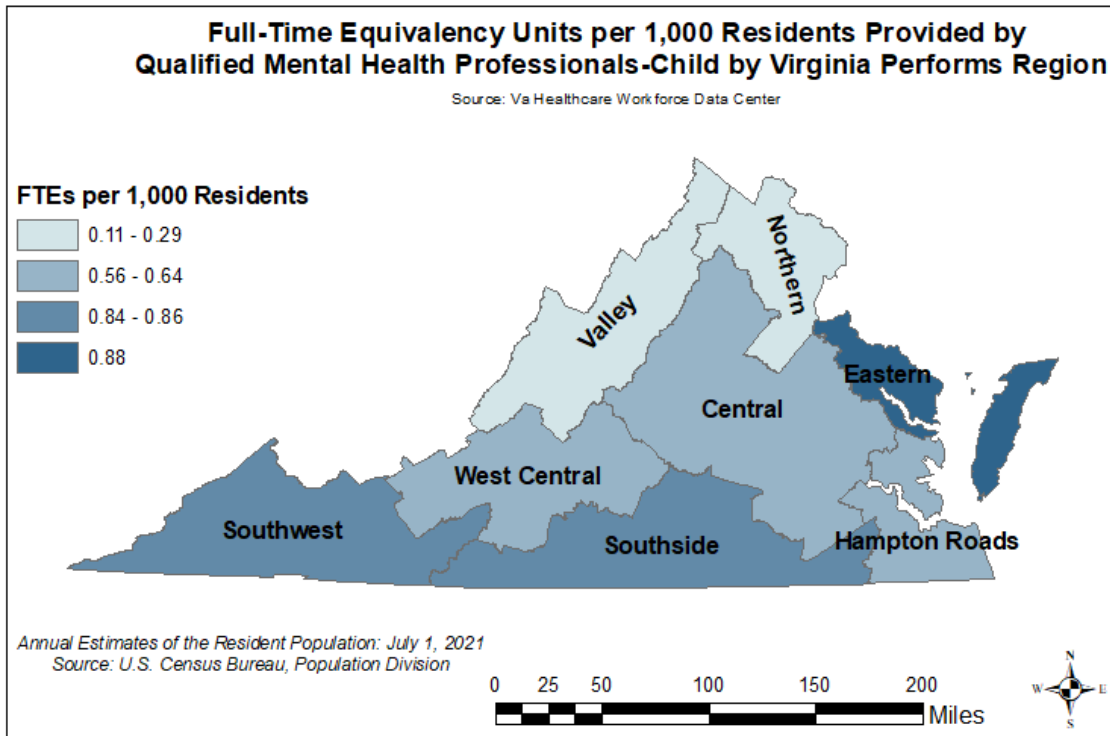 Full-Time Equivalency Units per 1,000 Residents Provided by
Qualified Mental Health Professionals-Child by Virginia Performs Region
Source: Va Healthcare Workforce Data Center
FTEs per 1,000 Residents
0.11 - 0.29
0.56 - 0.64
0.84 - 0.86
0.88
Northern
Valley
Eastern
Central
West Central
Southwest
Southside
Hampton Roads
Annual Estimates of the Resident Population: July 1, 2021
Source: U.S. Census Bureau, Population Division
0 25 50 100 150 200
Miles
N
W E
S